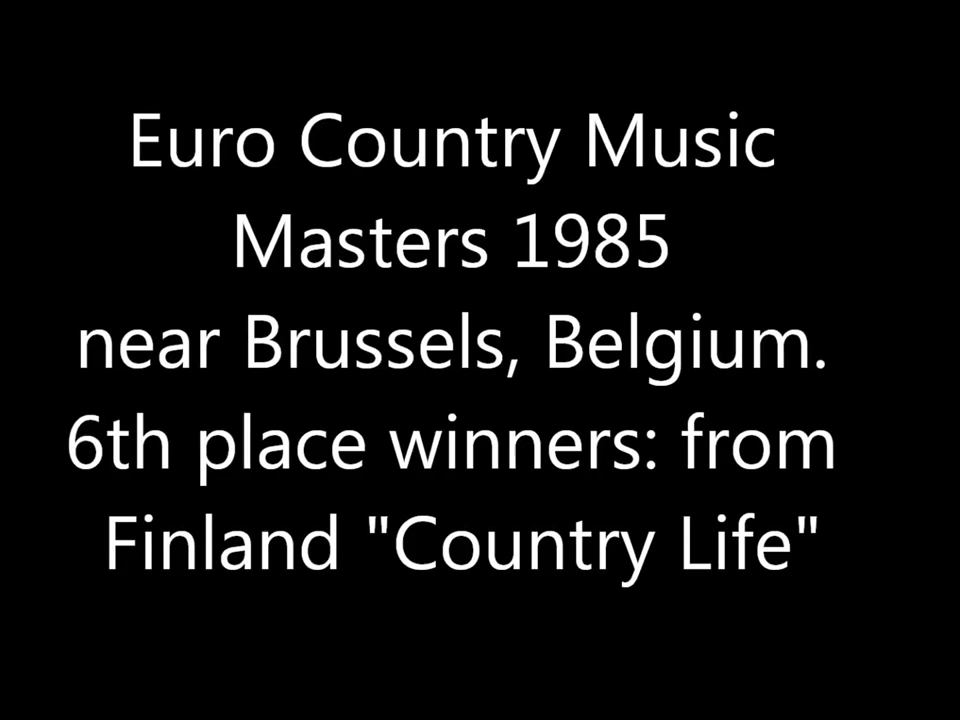 Euro Country Music
Masters 1985
near Brussels, Belgium.
6th place winners: from
Finland "Country Life"